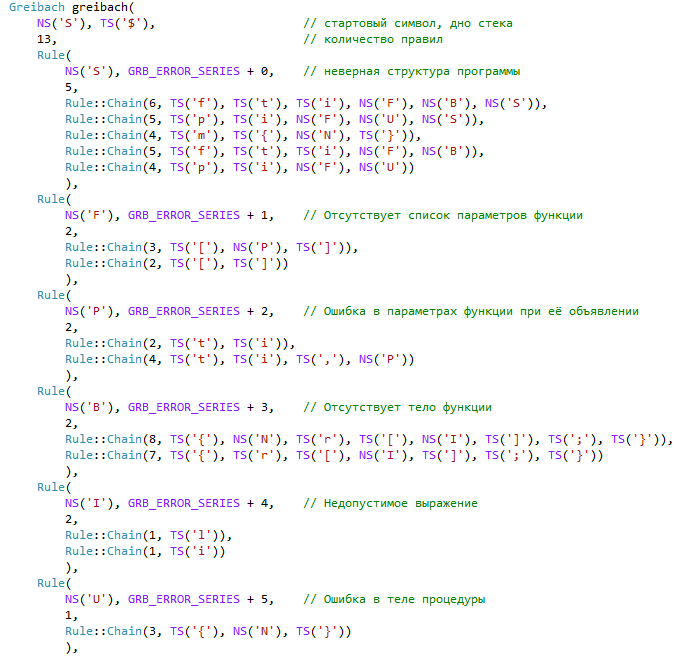 Greibach greibach(
NS('S'), TS('$'), // стартовый символ, дно стека
13, // количество правил
Rule(
NS('S'), GRB_ERROR_SERIES + 0, // неверная структура программы
5,
Rule::Chain(6, TS('f'), TS('t'), TS('i'), NS('F'), NS('B'), NS('S')),
Rule::Chain(5, TS('p'), TS('i'), NS('F'), NS('U'), NS('S')),
Rule::Chain(4, TS('m'), TS('{'), NS('N'), TS('}')),
Rule::Chain(5, TS('f'), TS('t'), TS('i'), NS('F'), NS('B')),
Rule::Chain(4, TS('p'), TS('i'), NS('F'), NS('U'))
),
Rule(
NS('F'), GRB_ERROR_SERIES + 1, // Отсутствует список параметров функции
2,
Rule::Chain(3, TS('['), NS('P'), TS(']')),
Rule::Chain(2, TS('['), TS(']'))
),
Rule(
NS('P'), GRB_ERROR_SERIES + 2, // Ошибка в параметрах функции при её объявлении
2,
Rule::Chain(2, TS('t'), TS('i')),
Rule::Chain(4, TS('t'), TS('i'), TS(','), NS('P'))
),
Rule(
NS('B'), GRB_ERROR_SERIES + 3, // Отсутствует тело функции
2,
Rule::Chain(8, TS('{'), NS('N'), TS('r'), TS('['), NS('I'), TS(']'), TS(';'), TS('}')),
Rule::Chain(7, TS('{'), TS('r'), TS('['), NS('I'), TS(']'), TS(';'), TS('}'))
),
Rule(
NS('I'), GRB_ERROR_SERIES + 4, // Недопустимое выражение
2,
Rule::Chain(1, TS('l')),
Rule::Chain(1, TS('i'))
),
Rule(
NS('U'), GRB_ERROR_SERIES + 5, // Ошибка в теле процедуры
1,
Rule::Chain(3, TS('{'), NS('N'), TS('}'))
),